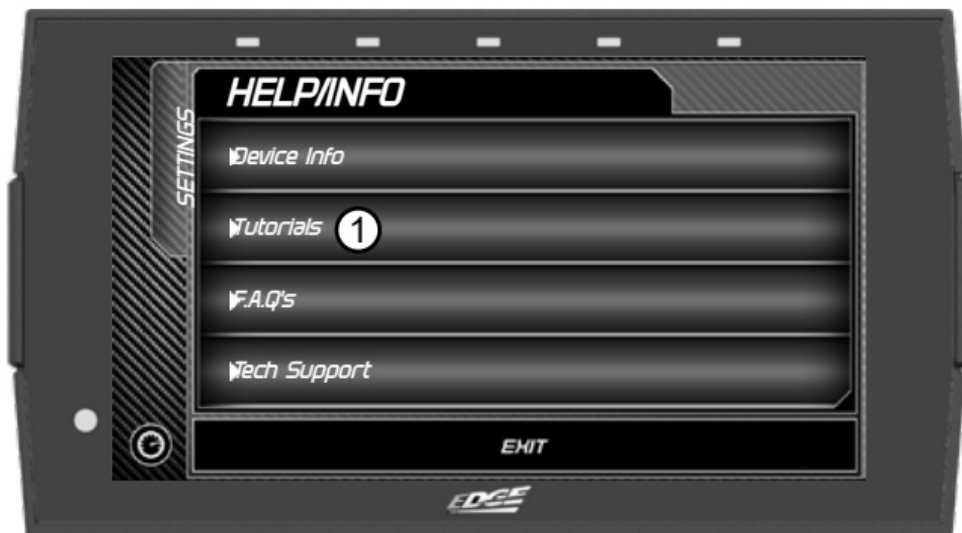 HELP/INFO
SETTINGS
Device Info
Tutorials 1
F.A.Q's
Tech Support
EXIT
EDGE